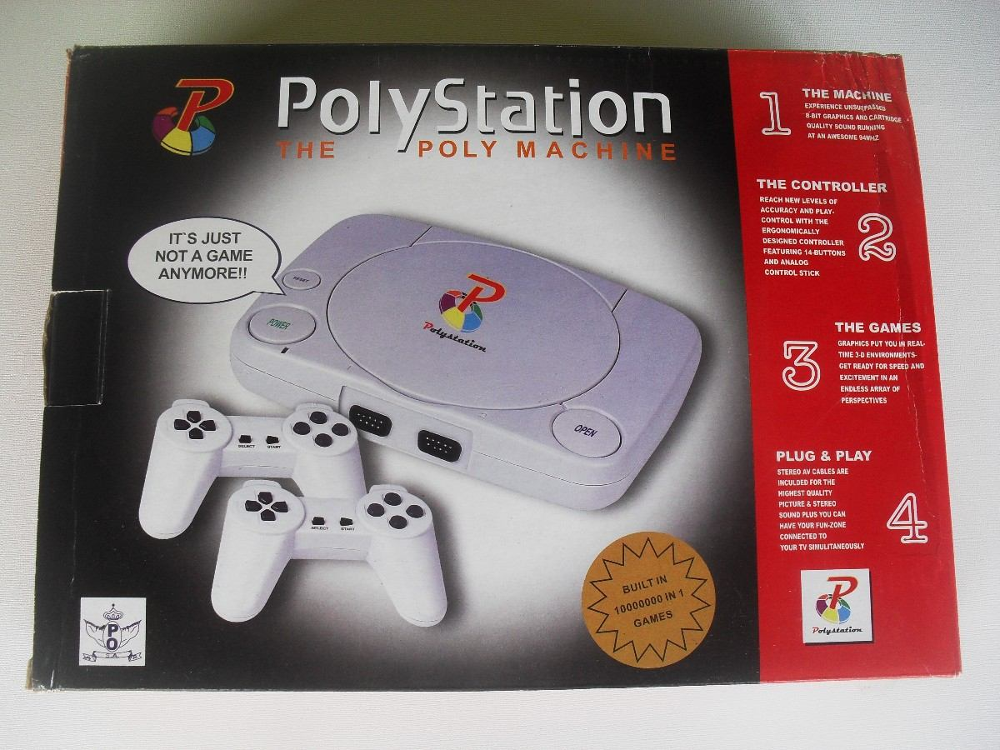 P
PolyStation
THE POLY MACHINE
IT`S JUST
NOT A GAME
ANYMORE!!
RESET
POWER
P
Polystation
OPEN
SELECT START
SELECT START
BUILT IN
10000000 IN 1
GAMES
P
O
S.A.
1
THE MACHINE
EXPERIENCE UNSURPASSED
8-BIT GRAPHICS AND CARTRIDGE
QUALITY SOUND RUNNING
AT AN AWESOME 94MHZ
THE CONTROLLER
REACH NEW LEVELS OF
ACCURACY AND PLAY-
CONTROL WITH THE
ERGONOMICALLY
DESIGNED CONTROLLER
FEATURING 14-BUTTONS
AND ANALOG
CONTROL STICK
2
THE GAMES
3
GRAPHICS PUT YOU IN REAL-
TIME 3-D ENVIRONMENTS-
GET READY FOR SPEED AND
EXCITEMENT IN AN
ENDLESS ARRAY OF
PERSPECTIVES
PLUG & PLAY
STEREO AV CABLES ARE
INCULDED FOR THE
HIGHEST QUALITY
PICTURE & STEREO
SOUND PLUS YOU CAN
HAVE YOUR FUN-ZONE
CONNECTED TO
YOUR TV SIMULITANEOUSLY
4
P
Polystation